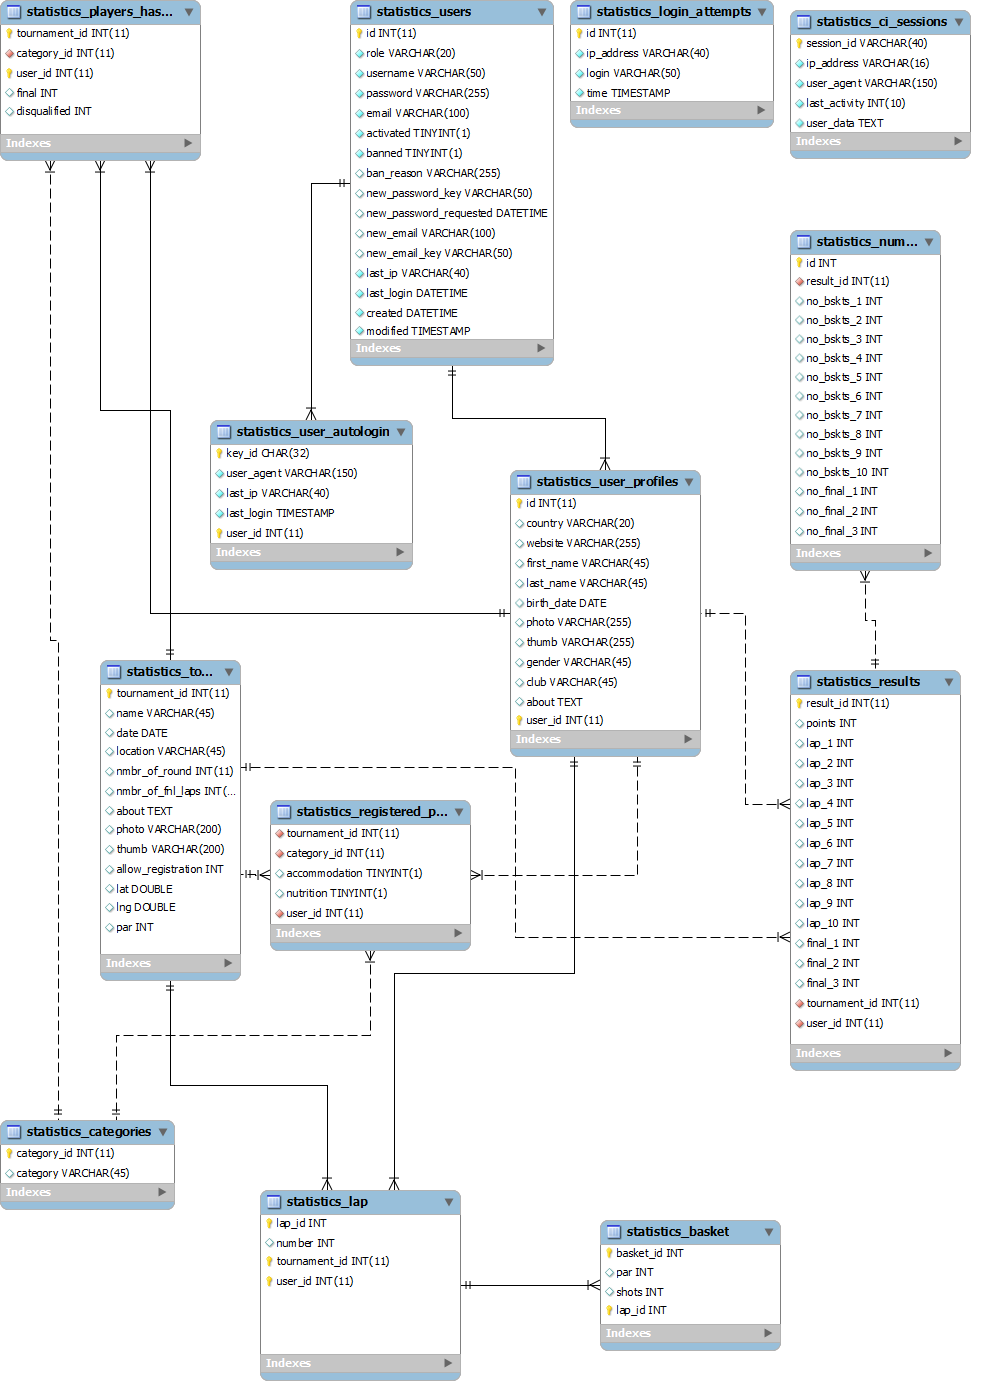 statistics_players_has...
tournament_id INT(11)
category_id INT(11)
user_id INT(11)
final INT
disqualified INT
Indexes
statistics_users
id INT(11)
role VARCHAR(20)
username VARCHAR(50)
password VARCHAR(255)
email VARCHAR(100)
activated TINYINT(1)
banned TINYINT(1)
ban_reason VARCHAR(255)
new_password_key VARCHAR(50)
new_password_requested DATETIME
new_email VARCHAR(100)
new_email_key VARCHAR(50)
last_ip VARCHAR(40)
last_login DATETIME
created DATETIME
modified TIMESTAMP
Indexes
statistics_login_attempts
id INT(11)
ip_address VARCHAR(40)
login VARCHAR(50)
time TIMESTAMP
Indexes
statistics_ci_sessions
session_id VARCHAR(40)
ip_address VARCHAR(16)
user_agent VARCHAR(150)
last_activity INT(10)
user_data TEXT
Indexes
statistics_num...
id INT
result_id INT(11)
no_bskts_1 INT
no_bskts_2 INT
no_bskts_3 INT
no_bskts_4 INT
no_bskts_5 INT
no_bskts_6 INT
no_bskts_7 INT
no_bskts_8 INT
no_bskts_9 INT
no_bskts_10 INT
no_final_1 INT
no_final_2 INT
no_final_3 INT
Indexes
statistics_user_autologin
key_id CHAR(32)
user_agent VARCHAR(150)
last_ip VARCHAR(40)
last_login TIMESTAMP
user_id INT(11)
Indexes
statistics_user_profiles
id INT(11)
country VARCHAR(20)
website VARCHAR(255)
first_name VARCHAR(45)
last_name VARCHAR(45)
birth_date DATE
photo VARCHAR(255)
thumb VARCHAR(255)
gender VARCHAR(45)
club VARCHAR(45)
about TEXT
user_id INT(11)
Indexes
statistics_to...
tournament_id INT(11)
name VARCHAR(45)
date DATE
location VARCHAR(45)
nmbr_of_round INT(11)
nmbr_of_fnl_laps INT(...
about TEXT
photo VARCHAR(200)
thumb VARCHAR(200)
allow_registration INT
lat DOUBLE
lng DOUBLE
par INT
Indexes
statistics_registered_p...
tournament_id INT(11)
category_id INT(11)
accommodation TINYINT(1)
nutrition TINYINT(1)
user_id INT(11)
Indexes
statistics_results
result_id INT(11)
points INT
lap_1 INT
lap_2 INT
lap_3 INT
lap_4 INT
lap_5 INT
lap_6 INT
lap_7 INT
lap_8 INT
lap_9 INT
lap_10 INT
final_1 INT
final_2 INT
final_3 INT
tournament_id INT(11)
user_id INT(11)
Indexes
statistics_categories
category_id INT(11)
category VARCHAR(45)
Indexes
statistics_lap
lap_id INT
number INT
tournament_id INT(11)
user_id INT(11)
Indexes
statistics_basket
basket_id INT
par INT
shots INT
lap_id INT
Indexes